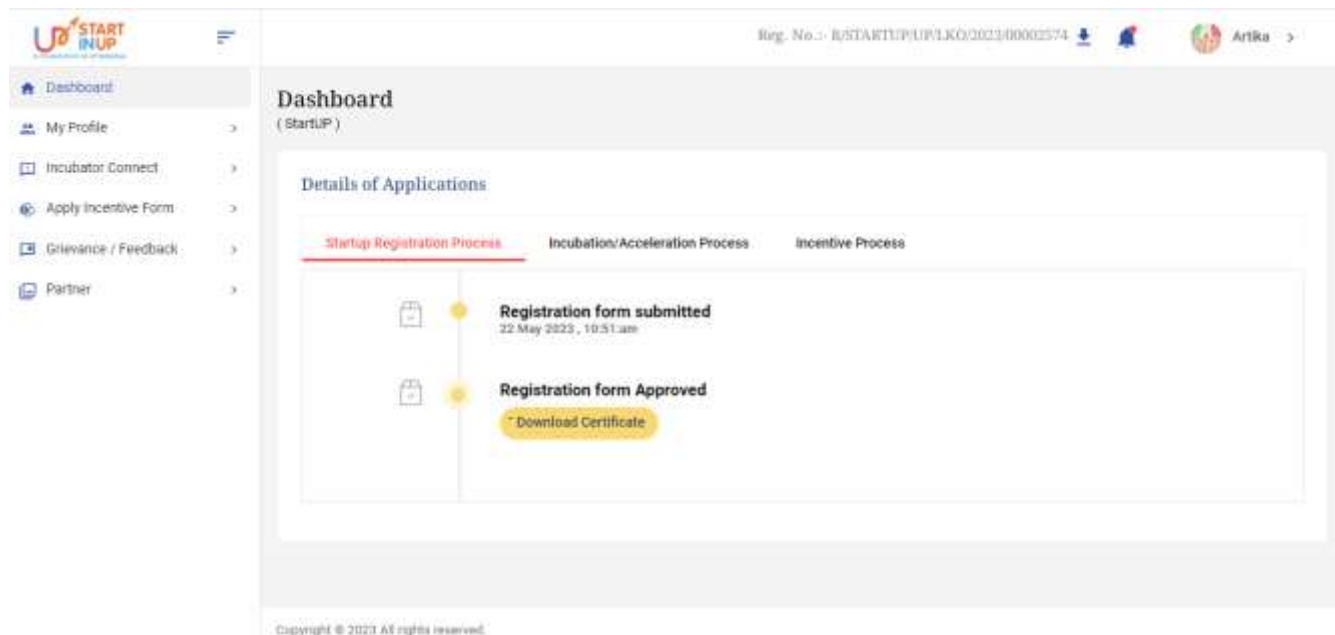 UP START
INUP
Reg. No.:- R/STARTUP/UP/LKO/2023/00002574
Artika
Dashboard
My Profile
Incubator Connect
Apply Incentive Form
Grievance / Feedback
Partner
Dashboard
( StartUP )
Details of Applications
Startup Registration Process Incubation/Acceleration Process Incentive Process
Registration form submitted
22 May 2023 , 10:51:am
Registration form Approved
Download Certificate
Copyright © 2023 All rights reserved.